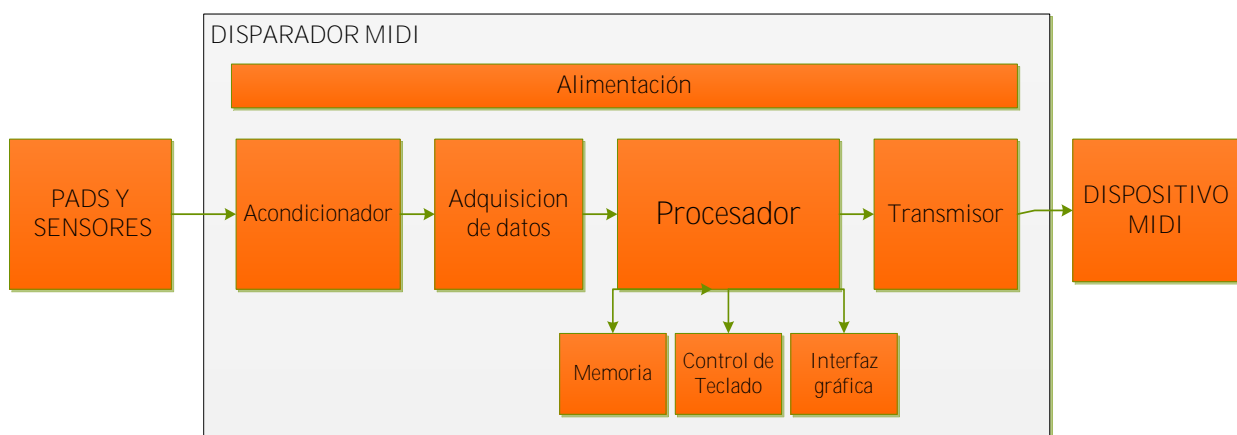 DISPARADOR MIDI
Alimentación
PADS Y
SENSORES
Acondicionador
Adquisicion
de datos
Procesador
Transmisor
DISPOSITIVO
MIDI
Memoria
Control de
Teclado
Interfaz
gráfica